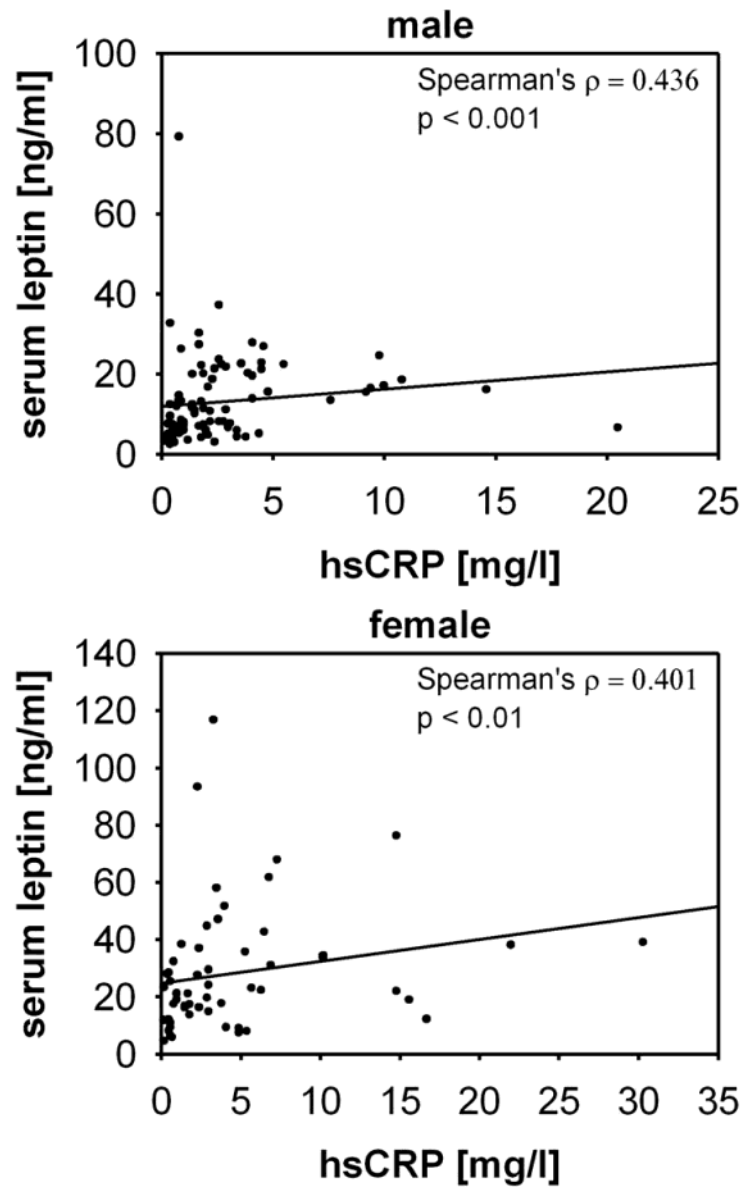 male
Spearman's ρ = 0.436
p < 0.001
100
80
60
40
20
0
serum leptin [ng/ml]
0 5 10 15 20 25
hsCRP [mg/l]
female
Spearman's ρ = 0.401
p < 0.01
140
120
100
80
60
40
20
0
serum leptin [ng/ml]
0 5 10 15 20 25 30 35
hsCRP [mg/l]